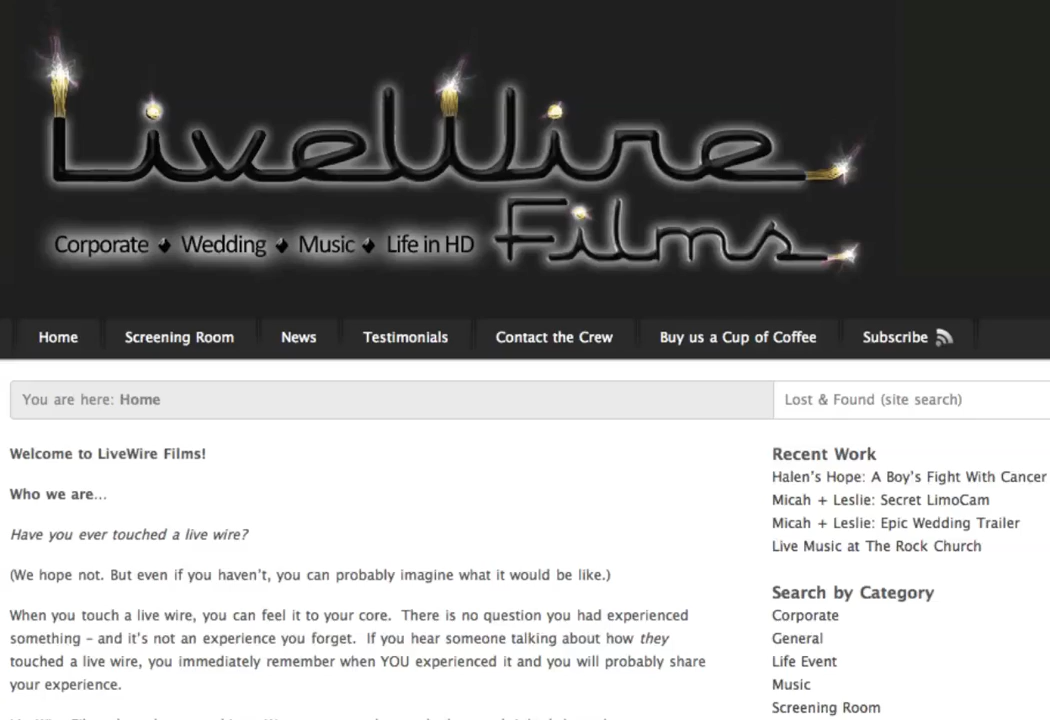 LiveWire
Films
Corporate ♦ Wedding ♦ Music ♦ Life in HD
Home Screening Room News Testimonials Contact the Crew Buy us a Cup of Coffee Subscribe
You are here: Home
Lost & Found (site search)
Welcome to LiveWire Films!
Who we are...
Have you ever touched a live wire?
(We hope not. But even if you haven't, you can probably imagine what it would be like.)
When you touch a live wire, you can feel it to your core. There is no question you had experienced
something – and it's not an experience you forget. If you hear someone talking about how they
touched a live wire, you immediately remember when YOU experienced it and you will probably share
your experience.
Recent Work
Halen's Hope: A Boy's Fight With Cancer
Micah + Leslie: Secret LimoCam
Micah + Leslie: Epic Wedding Trailer
Live Music at The Rock Church
Search by Category
Corporate
General
Life Event
Music
Screening Room